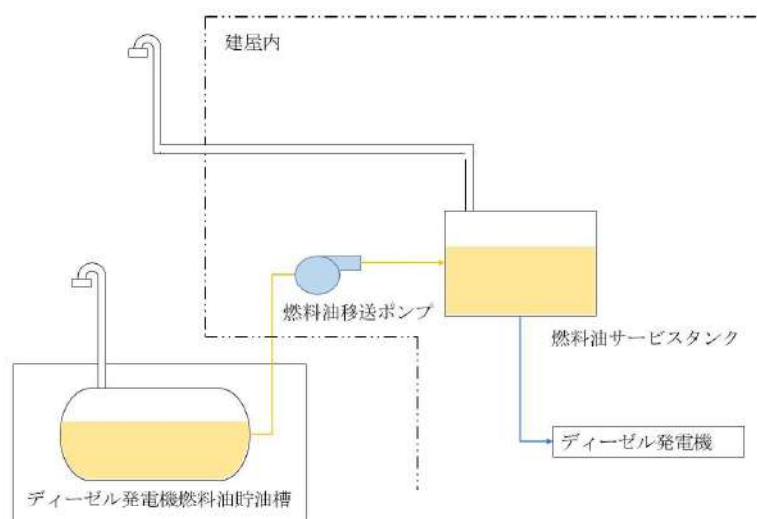 建屋内
燃料油移送ポンプ
燃料油サービスタンク
ディーゼル発電機
ディーゼル発電機燃料油貯油槽